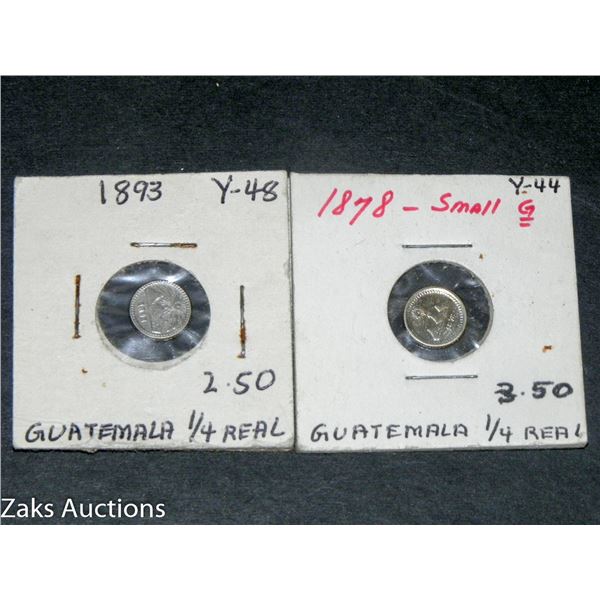 1893 Y-48
2.50
GUATEMALA 1/4 REAL
Y-44
1878 - Small G
3.50
GUATEMALA 1/4 REAL
Zaks Auctions